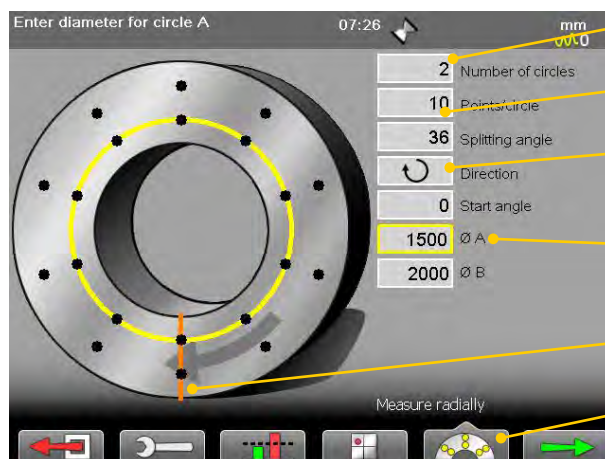 Enter diameter for circle A
07:26
mm
0
2 Number of circles
10 Points/circle
36 Splitting angle
Direction
0 Start angle
1500 Ø A
2000 Ø B
Measure radially